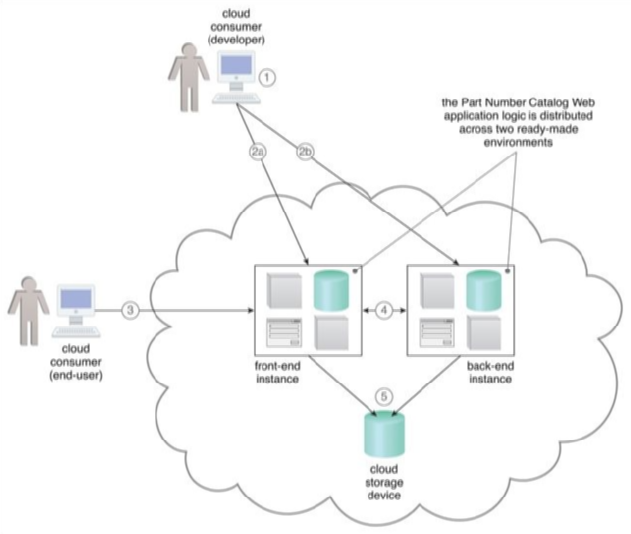 cloud
consumer
(developer)
1
the Part Number Catalog Web
application logic is distributed
across two ready-made
environments
2a
2b
3
4
cloud
consumer
(end-user)
front-end
instance
back-end
instance
5
cloud
storage
device